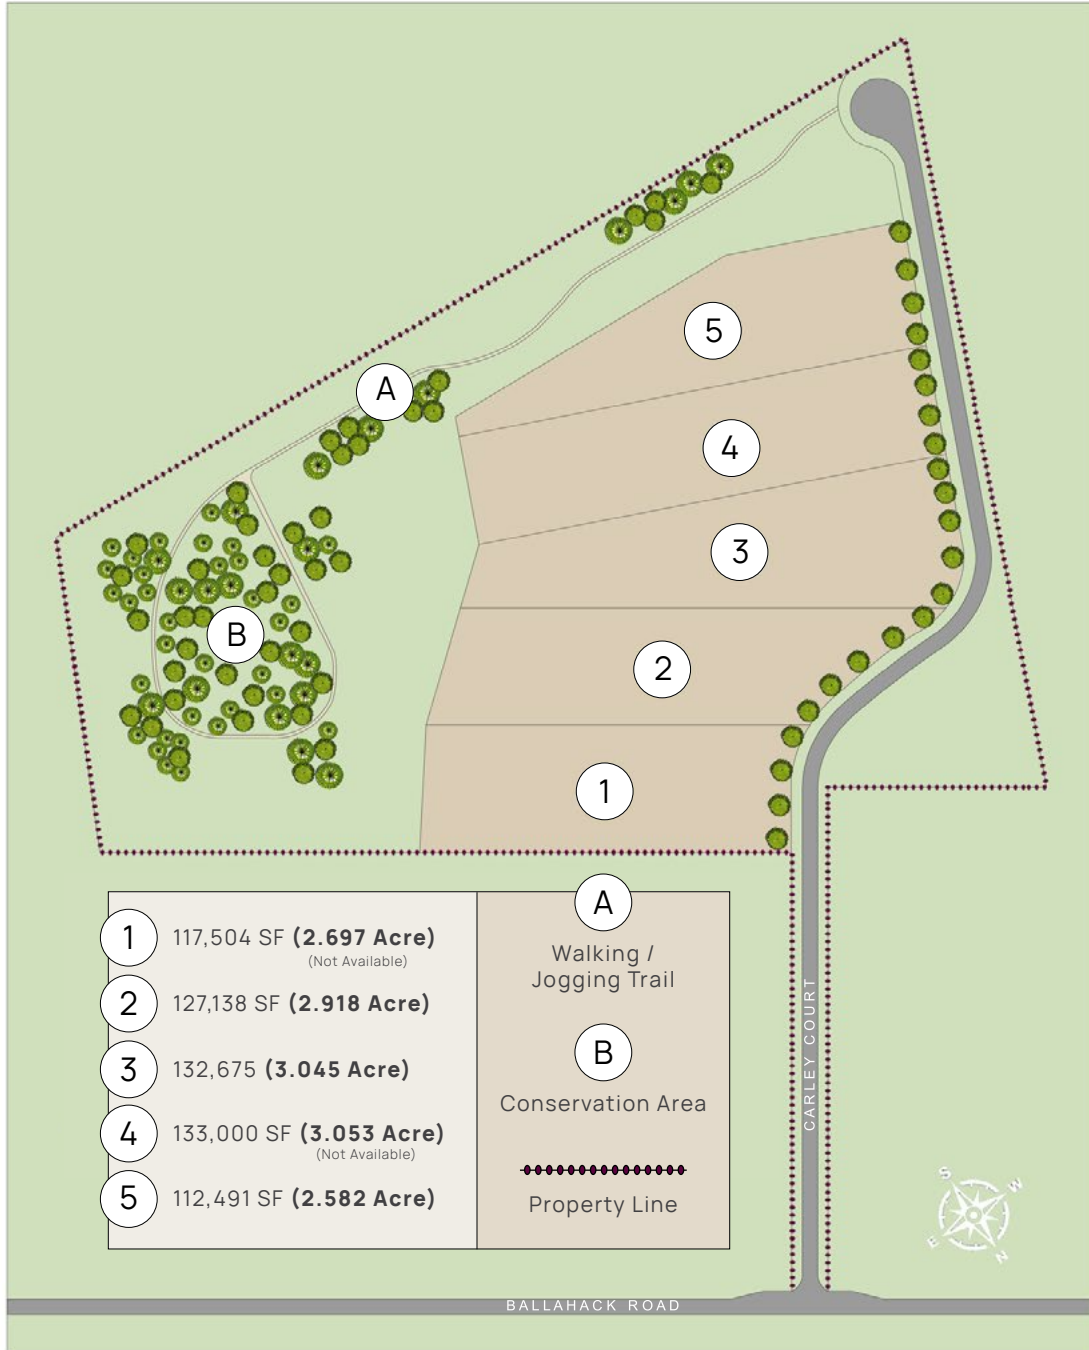 5
A
4
3
B
2
1
1 117,504 SF (2.697 Acre)
(Not Available)
2 127,138 SF (2.918 Acre)
3 132,675 (3.045 Acre)
4 133,000 SF (3.053 Acre)
(Not Available)
5 112,491 SF (2.582 Acre)
A
Walking /
Jogging Trail
B
Conservation Area
Property Line
CARLEY COURT
S
W
E
N
BALLAHACK ROAD